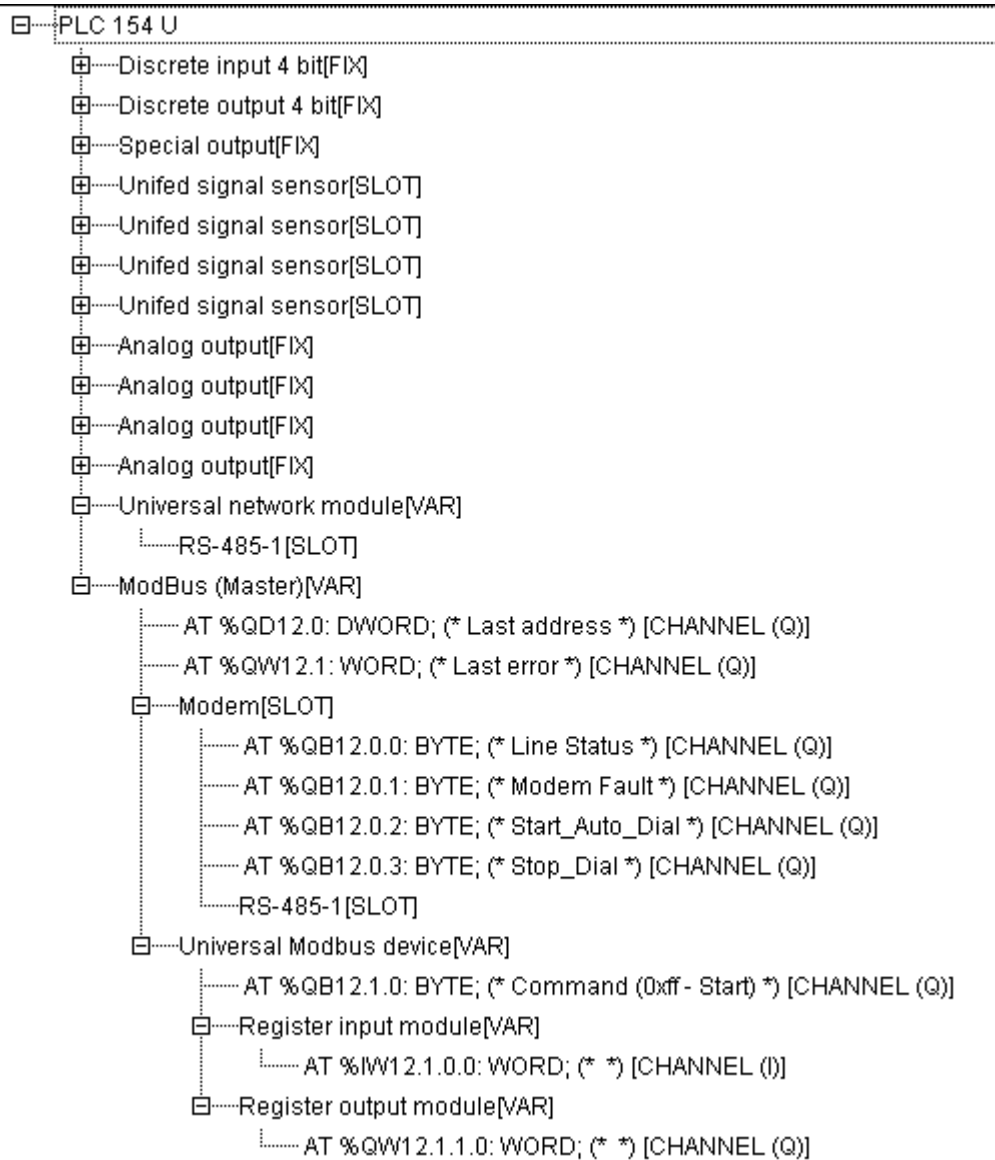 PLC 154 U
Discrete input 4 bit[FIX]
Discrete output 4 bit[FIX]
Special output[FIX]
Unifed signal sensor[SLOT]
Unifed signal sensor[SLOT]
Unifed signal sensor[SLOT]
Unifed signal sensor[SLOT]
Analog output[FIX]
Analog output[FIX]
Analog output[FIX]
Analog output[FIX]
Universal network module[VAR]
RS-485-1[SLOT]
ModBus (Master)[VAR]
AT %QD12.0: DWORD; (* Last address *) [CHANNEL (Q)]
AT %QW12.1: WORD; (* Last error *) [CHANNEL (Q)]
Modem[SLOT]
AT %QB12.0.0: BYTE; (* Line Status *) [CHANNEL (Q)]
AT %QB12.0.1: BYTE; (* Modem Fault *) [CHANNEL (Q)]
AT %QB12.0.2: BYTE; (* Start_Auto_Dial *) [CHANNEL (Q)]
AT %QB12.0.3: BYTE; (* Stop_Dial *) [CHANNEL (Q)]
RS-485-1[SLOT]
Universal Modbus device[VAR]
AT %QB12.1.0: BYTE; (* Command (0xff - Start) *) [CHANNEL (Q)]
Register input module[VAR]
AT %IW12.1.0.0: WORD; (* *) [CHANNEL (I)]
Register output module[VAR]
AT %QW12.1.1.0: WORD; (* *) [CHANNEL (Q)]